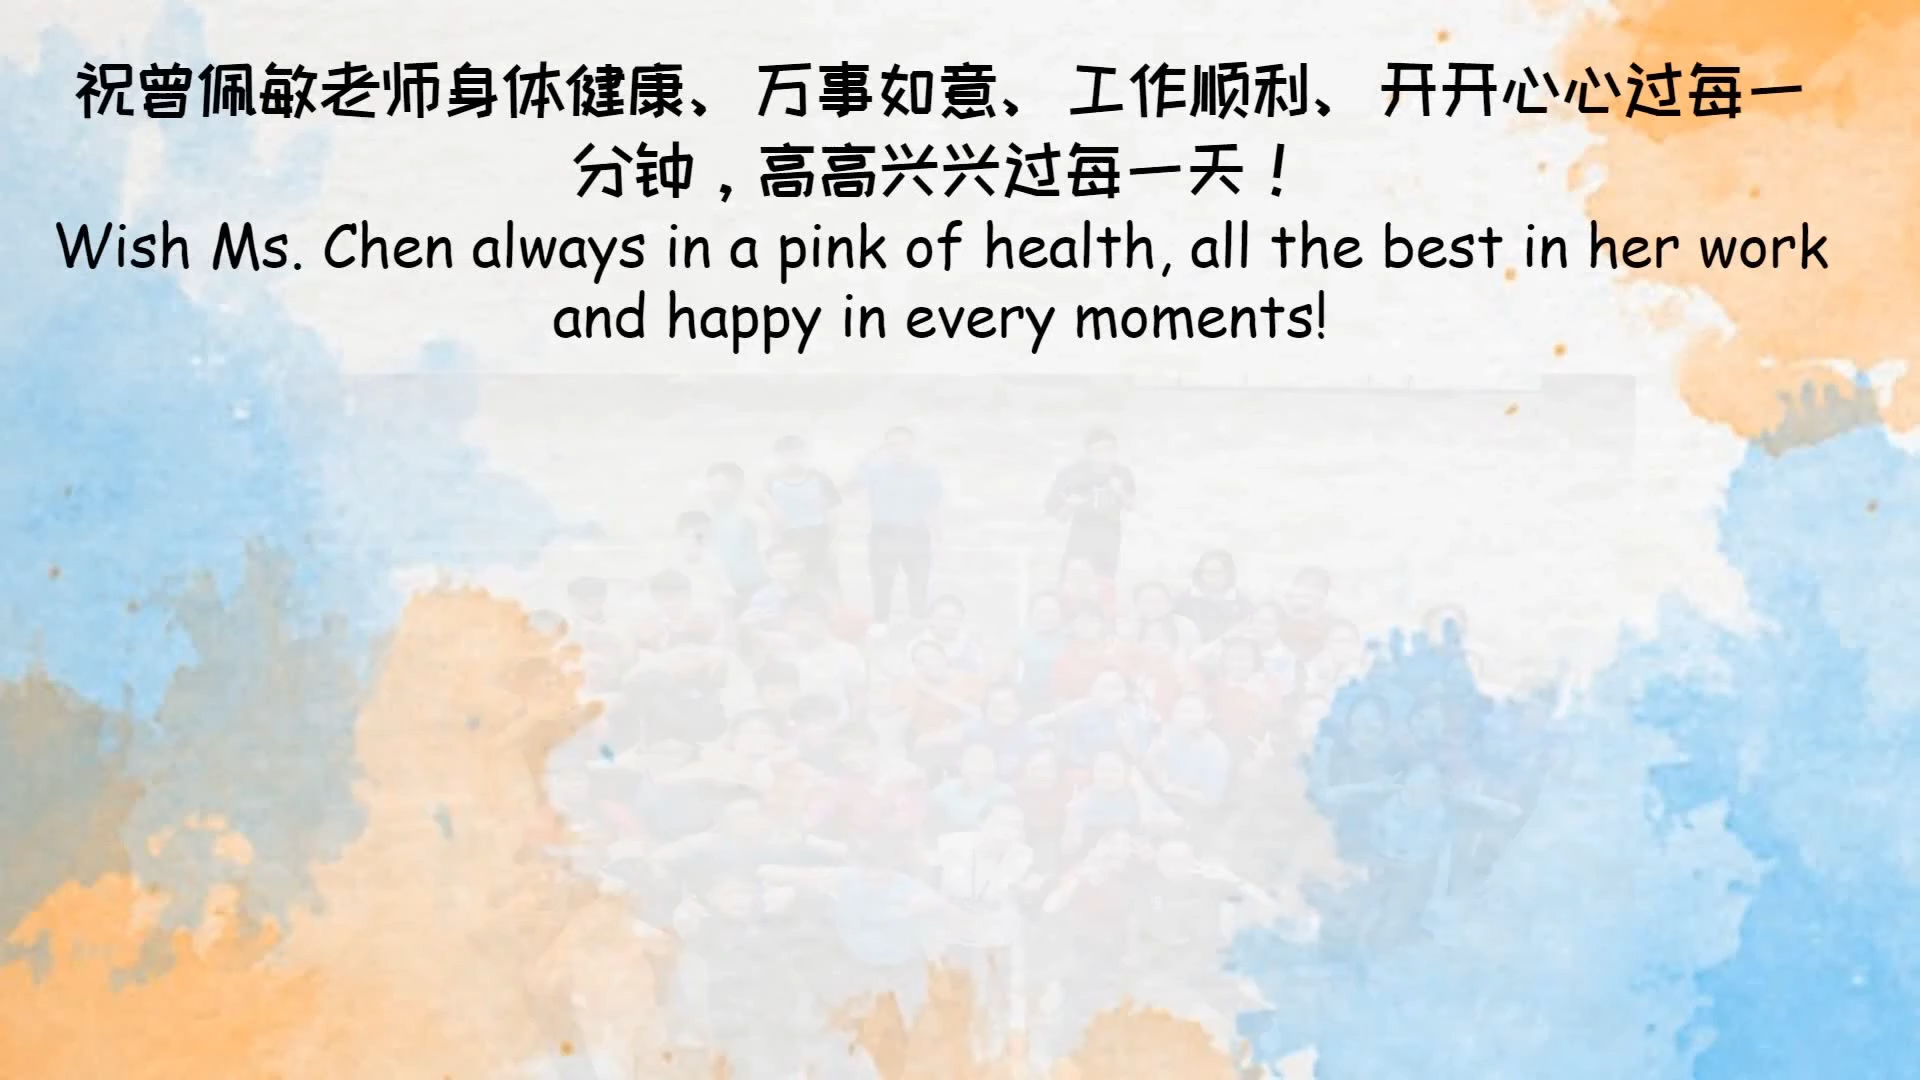 祝曾佩敏老师身体健康、万事如意、工作顺利、开开心心过每一
分钟，高高兴兴过每一天！
Wish Ms. Chen always in a pink of health, all the best in her work
and happy in every moments!